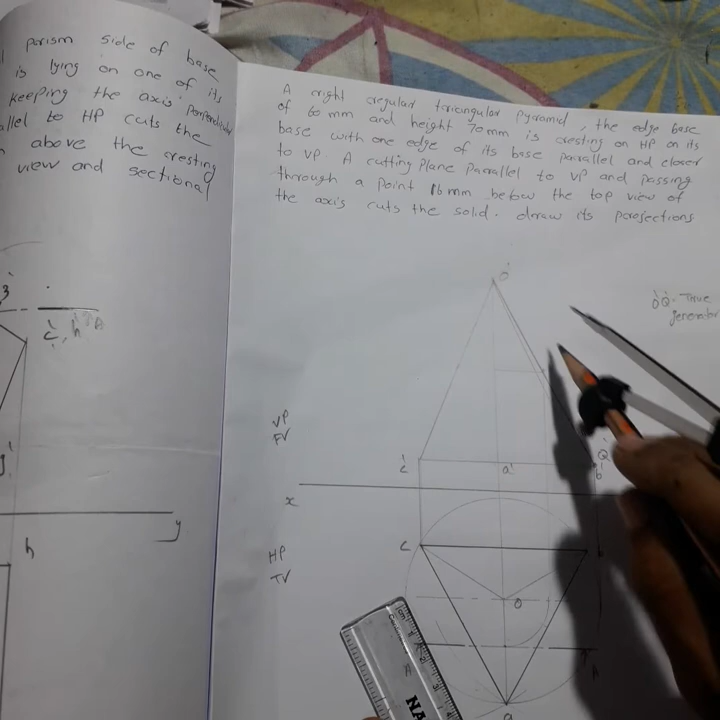 prism side of base
is lying on one of its
keeping the axis perpendicular
allel to HP cuts the
above the resting
view and sectional
A right regular triangular pyramid, the edge base
of 60 mm and height 70 mm is resting on HP on its
base with one edge of its base parallel and closer
to VP A cutting plane parallel to VP and passing
through a point 16 mm below the top view of
the axis cuts the solid. draw its projections
o'
3'
o'Q' - True
generator
VP
FV
c'
a'
Q'
b'
x
y
h
HP
TV
c
o
A
A
a
cm
NA